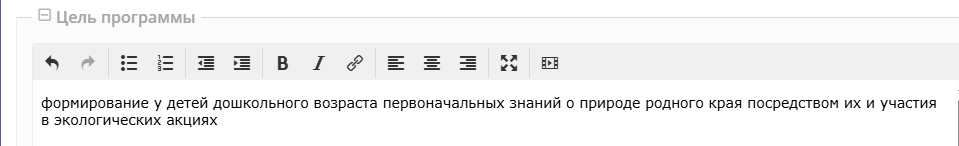 Цель программы
B I
формирование у детей дошкольного возраста первоначальных знаний о природе родного края посредством их и участия
в экологических акциях